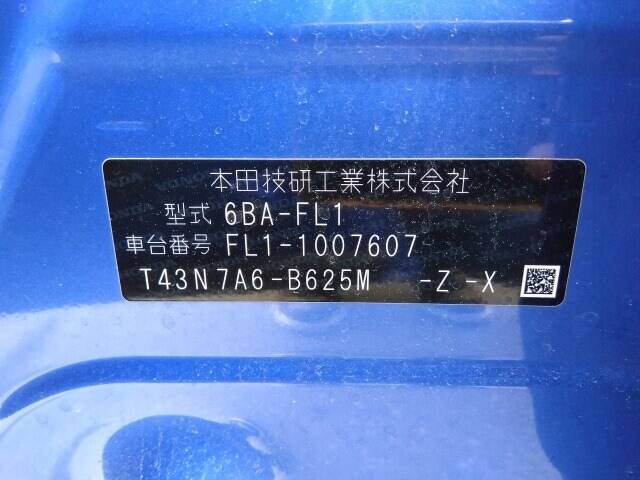 本田技研工業株式会社
型式 6BA-FL1
車台番号 FL1-1007607
T43N7A6-B625M -Z -X